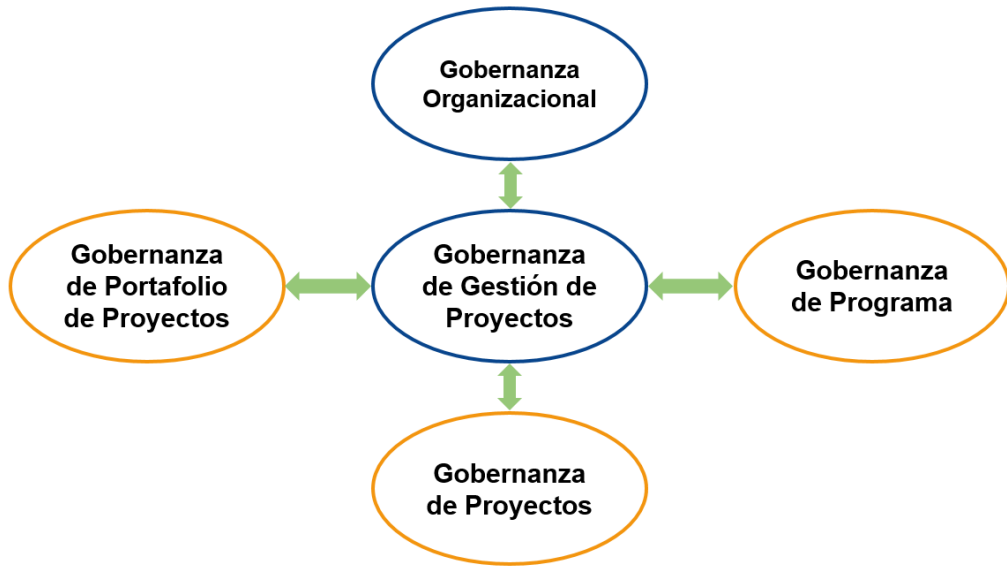 Gobernanza
Organizacional
Gobernanza
de Portafolio
de Proyectos
Gobernanza
de Gestión de
Proyectos
Gobernanza
de Programa
Gobernanza
de Proyectos